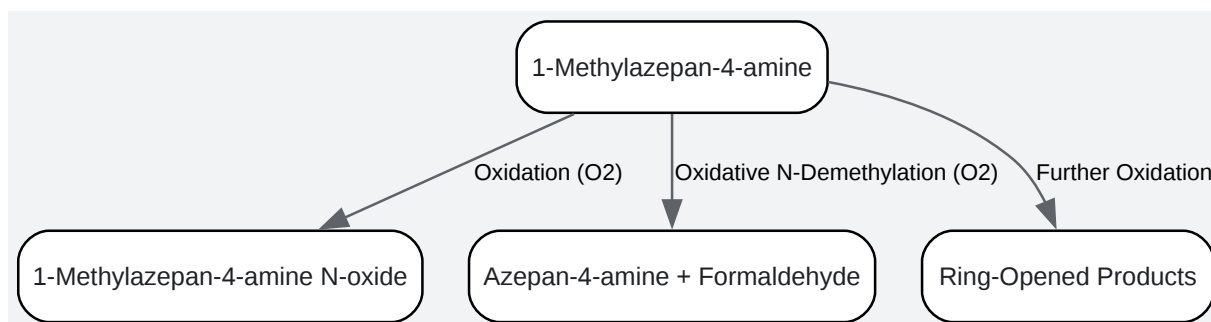 1-Methylazepan-4-amine
Oxidation (O2)
Oxidative N-Demethylation (O2)
Further Oxidation
1-Methylazepan-4-amine N-oxide
Azepan-4-amine + Formaldehyde
Ring-Opened Products